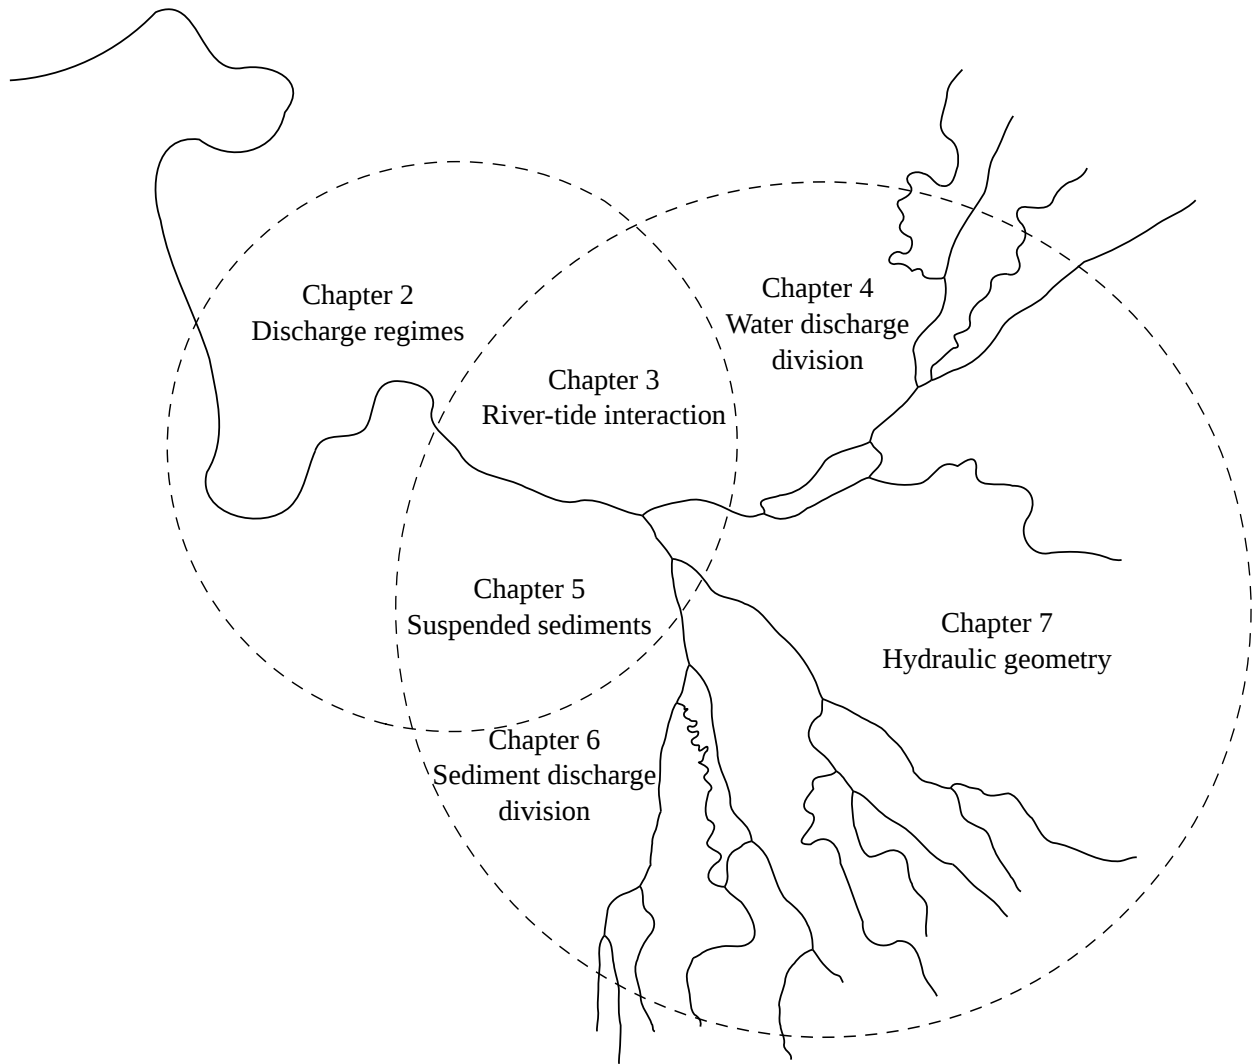 Chapter 2
Discharge regimes
Chapter 3
River-tide interaction
Chapter 4
Water discharge
division
Chapter 5
Suspended sediments
Chapter 6
Sediment discharge
division
Chapter 7
Hydraulic geometry